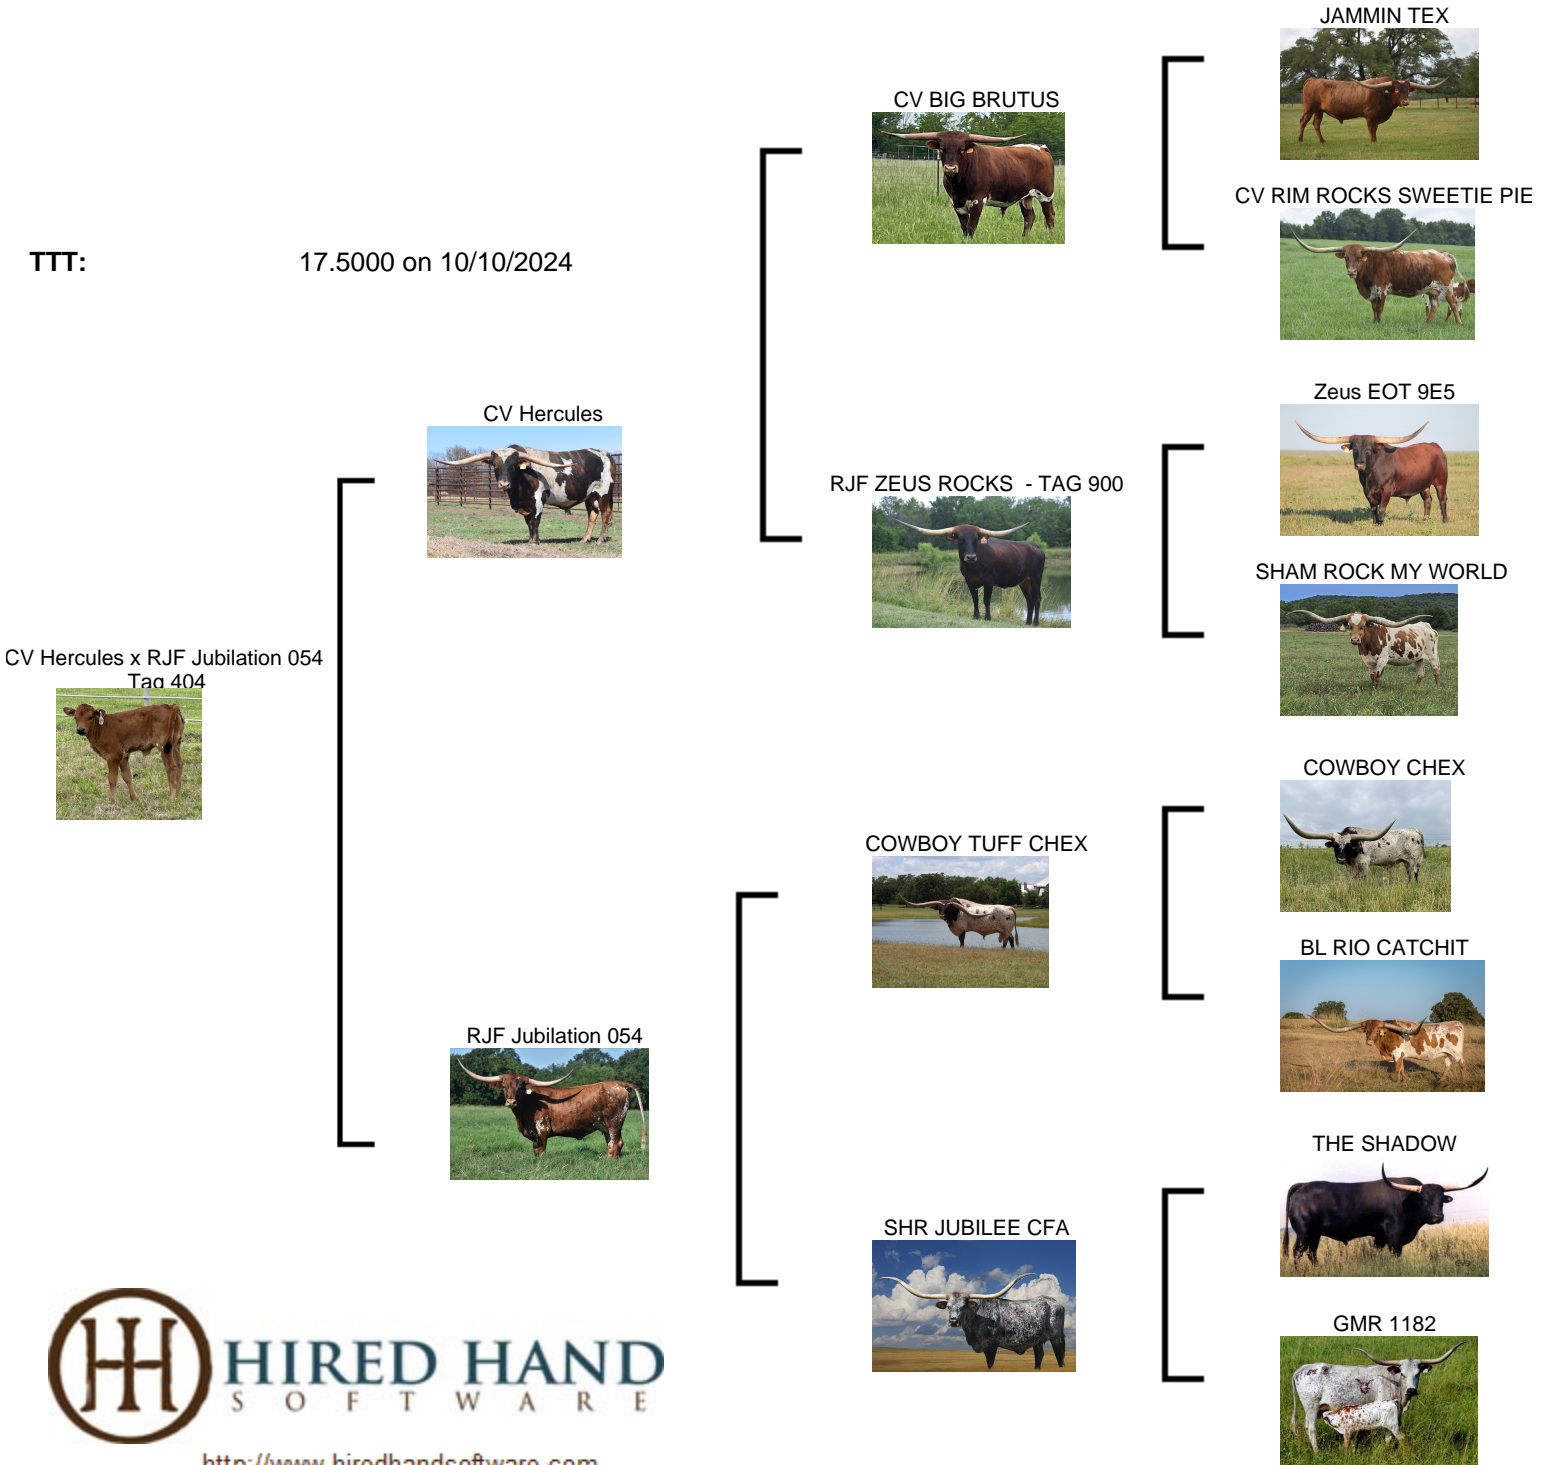 JAMMIN TEX
CV BIG BRUTUS
CV RIM ROCKS SWEETIE PIE
TTT: 17.5000 on 10/10/2024
Zeus EOT 9E5
CV Hercules
RJF ZEUS ROCKS - TAG 900
SHAM ROCK MY WORLD
CV Hercules x RJF Jubilation 054
Tag 404
COWBOY CHEX
COWBOY TUFF CHEX
BL RIO CATCHIT
RJF Jubilation 054
THE SHADOW
SHR JUBILEE CFA
GMR 1182
HIRED HAND
SOFTWARE
http://www.hiredhandsoftware.com